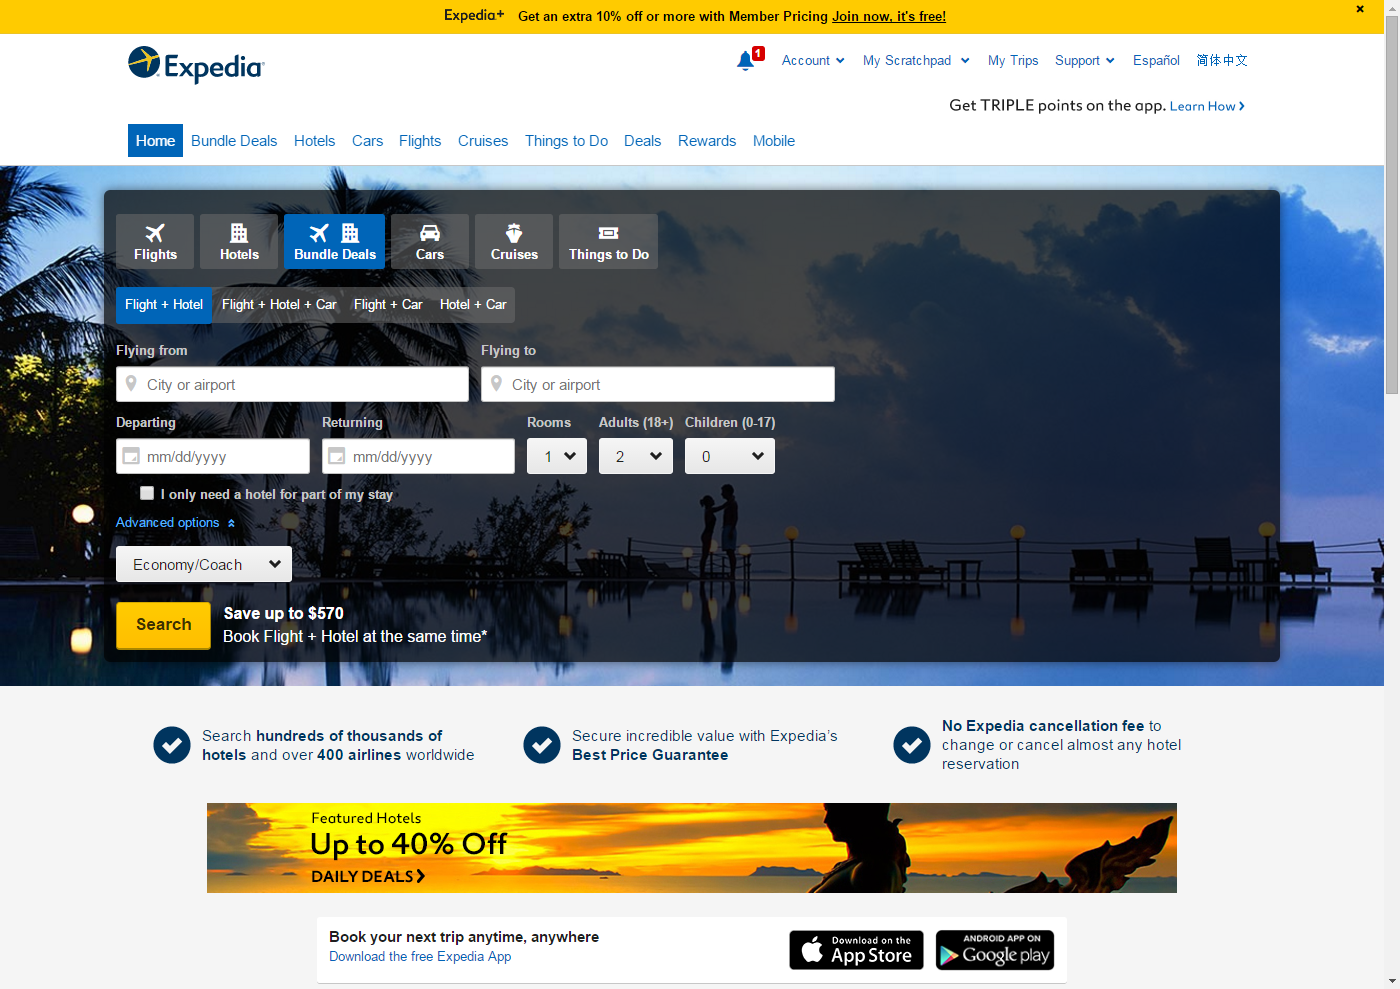 Expedia+ Get an extra 10% off or more with Member Pricing Join now, it's free! ×
Expedia
1 Account My Scratchpad My Trips Support Español 简体中文
Get TRIPLE points on the app. Learn How
Home Bundle Deals Hotels Cars Flights Cruises Things to Do Deals Rewards Mobile
Flights Hotels Bundle Deals Cars Cruises Things to Do
Flight + Hotel Flight + Hotel + Car Flight + Car Hotel + Car
Flying from Flying to
City or airport City or airport
Departing Returning Rooms Adults (18+) Children (0-17)
mm/dd/yyyy mm/dd/yyyy 1 2 0
I only need a hotel for part of my stay
Advanced options
Economy/Coach
Search
Save up to $570
Book Flight + Hotel at the same time*
Search hundreds of thousands of
hotels and over 400 airlines worldwide
Secure incredible value with Expedia's
Best Price Guarantee
No Expedia cancellation fee to
change or cancel almost any hotel
reservation
Featured Hotels
Up to 40% Off
DAILY DEALS
Book your next trip anytime, anywhere
Download the free Expedia App
Download on the
App Store
ANDROID APP ON
Google play